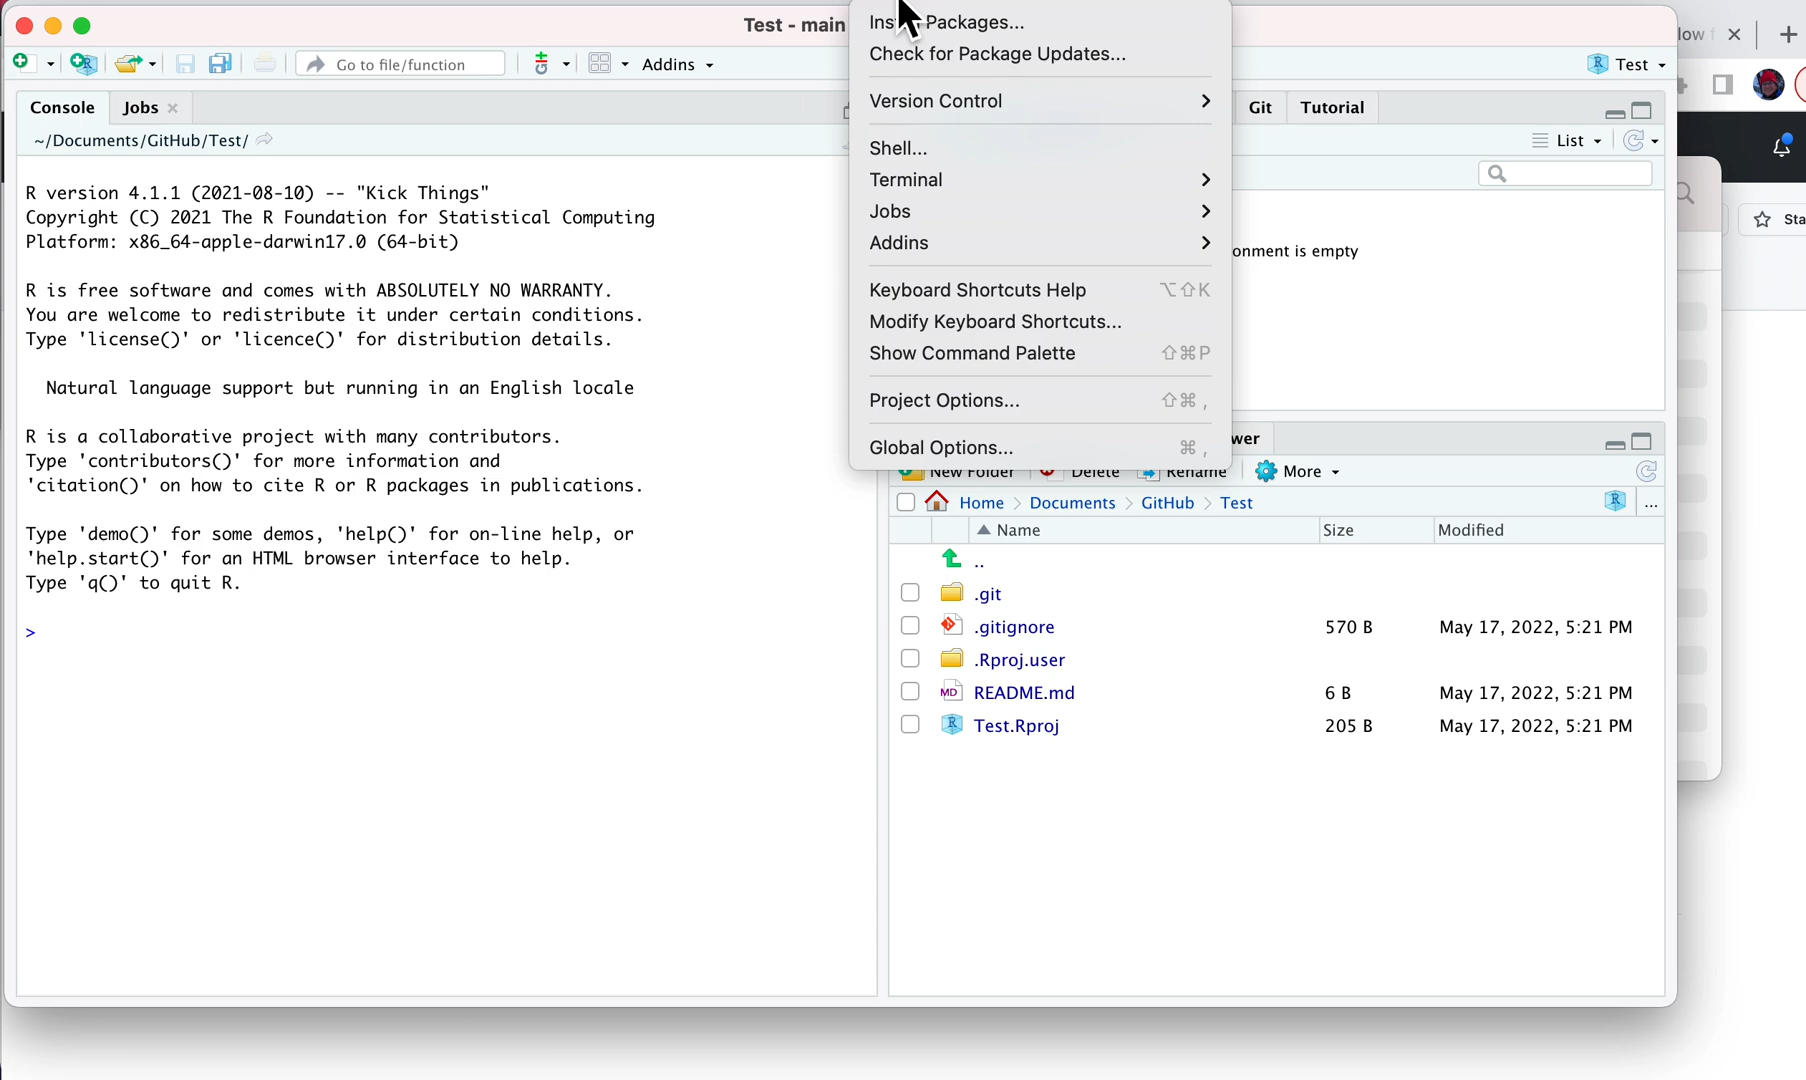 Test - main
Go to file/function
Addins
Test
Console
Jobs
~/Documents/GitHub/Test/
R version 4.1.1 (2021-08-10) -- "Kick Things"
Copyright (C) 2021 The R Foundation for Statistical Computing
Platform: x86_64-apple-darwin17.0 (64-bit)
R is free software and comes with ABSOLUTELY NO WARRANTY.
You are welcome to redistribute it under certain conditions.
Type 'license()' or 'licence()' for distribution details.
Natural language support but running in an English locale
R is a collaborative project with many contributors.
Type 'contributors()' for more information and
'citation()' on how to cite R or R packages in publications.
Type 'demo()' for some demos, 'help()' for on-line help, or
'help.start()' for an HTML browser interface to help.
Type 'q()' to quit R.
>
Packages...
Check for Package Updates...
Version Control
Shell...
Terminal
Jobs
Addins
Keyboard Shortcuts Help ⌥⇧K
Modify Keyboard Shortcuts...
Show Command Palette ⇧⌘P
Project Options... ⇧⌘,
Global Options... ⌘,
Git
Tutorial
List
is empty
New Folder
Delete
Rename
More
Home
Documents
GitHub
Test
...
Name Size Modified
..
.git
.gitignore 570 B May 17, 2022, 5:21 PM
.Rproj.user
MD README.md 6 B May 17, 2022, 5:21 PM
Test.Rproj 205 B May 17, 2022, 5:21 PM